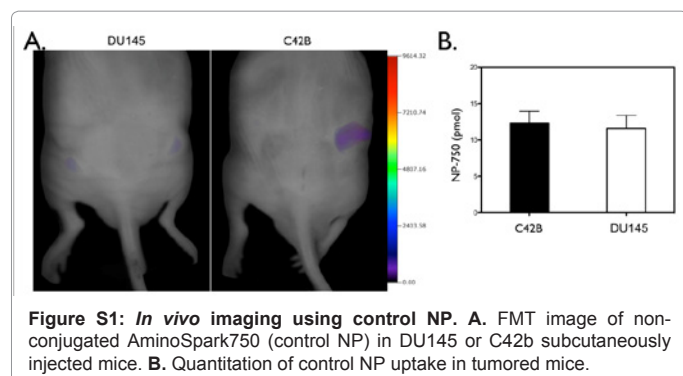 A.
DU145
C42B
9614.32
7210.74
4807.16
2403.58
0.00
B.
NP-750 (pmol)
20
15
10
5
0
C42B
DU145
Figure S1: In vivo imaging using control NP. A. FMT image of non-
conjugated AminoSpark750 (control NP) in DU145 or C42b subcutaneously
injected mice. B. Quantitation of control NP uptake in tumored mice.